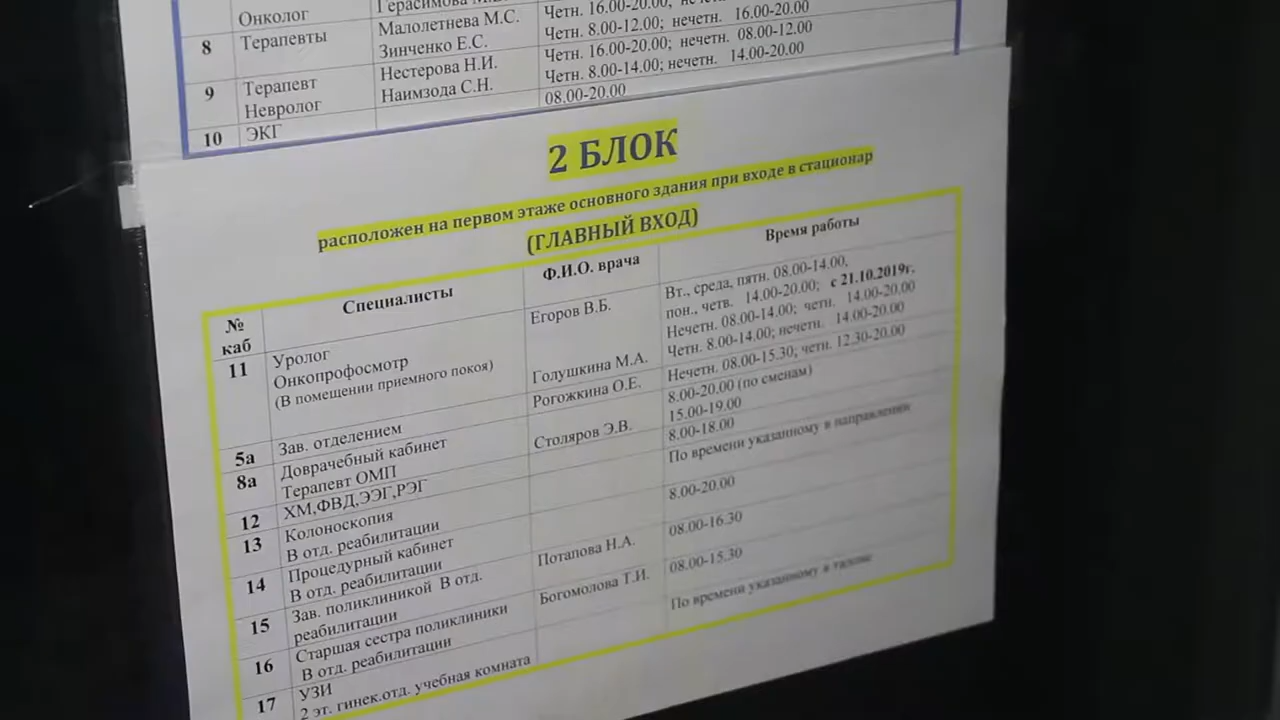 Онколог
Четн. 16.00-20.00;
8 Терапевты Малолетнева М.С. Четн. 8.00-12.00; нечетн. 16.00-20.00
Зинченко Е.С. Четн. 16.00-20.00; нечетн. 08.00-12.00
9 Терапевт Нестерова Н.И. Четн. 8.00-14.00; нечетн. 14.00-20.00
Невролог Наимзода С.Н. 08.00-20.00
10 ЭКГ
2 БЛОК
расположен на первом этаже основного здания при входе в стационар
(ГЛАВНЫЙ ВХОД)
№ каб Специалисты Ф.И.О. врача Время работы
11 Уролог Егоров В.Б. Вт., среда, пятн. 08.00-14.00,
пон., четв. 14.00-20.00; с 21.10.2019г.
Онкопрофосмотр Голушкина М.А. Нечетн. 08.00-14.00; четн. 14.00-20.00
(В помещении приемного покоя) Рогожкина О.Е. Четн. 8.00-14.00; нечетн. 14.00-20.00
5а Зав. отделением Столяров Э.В. Нечетн. 08.00-15.30; четн. 12.30-20.00
8а Доврачебный кабинет 8.00-20.00 (по сменам)
Терапевт ОМП 15.00-19.00
12 ХМ,ФВД,ЭЭГ,РЭГ 8.00-18.00
13 Колоноскопия По времени указанному в направлении
В отд. реабилитации
14 Процедурный кабинет 8.00-20.00
В отд. реабилитации
15 Зав. поликлиникой В отд. Потапова Н.А. 08.00-16.30
реабилитации
16 Старшая сестра поликлиники Богомолова Т.И. 08.00-15.30
В отд. реабилитации
17 УЗИ По времени указанному в талоне
2 эт. гинек.отд. учебная комната